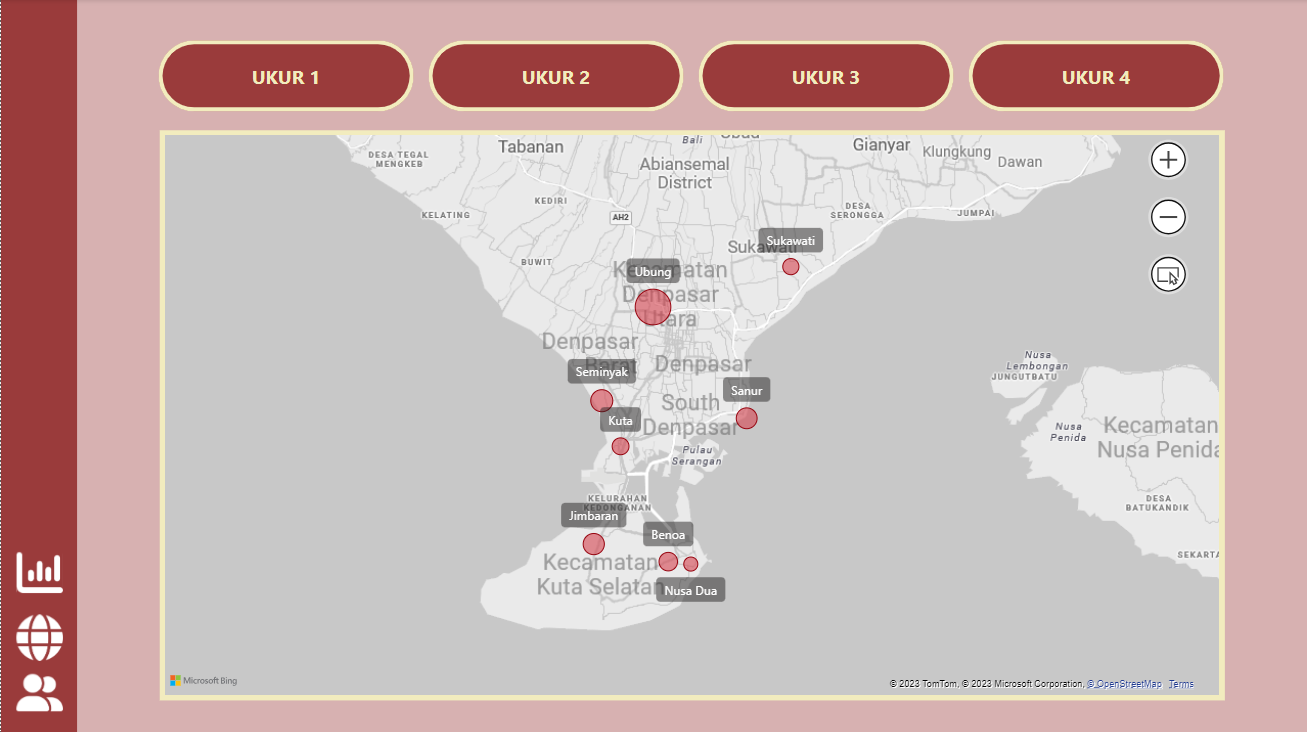 UKUR 1
UKUR 2
UKUR 3
UKUR 4
Bali
Ubud
Tabanan
Gianyar
Klungkung
Dawan
DESA TEGAL
MENGKEB
Abiansemal
District
KEDIRI
KELATING
AH2
DESA
SERONGGA
JUMPAI
Sukawati
Sukawati
BUWIT
Ubung
Kecamatan
Denpasar
Utara
Denpasar
Barat
Seminyak
Denpasar
Sanur
Kuta
South
Denpasar
Pulau
Serangan
Nusa
Lembongan
JUNGUTBATU
Nusa
Penida
Kecamatan
Nusa Penida
DESA
BATUKANDIK
SEKARTA
KELURAHAN
KEDONGANAN
Jimbaran
Benoa
Kecamatan
Kuta Selatan
Nusa Dua
Microsoft Bing
© 2023 TomTom, © 2023 Microsoft Corporation, © OpenStreetMap Terms